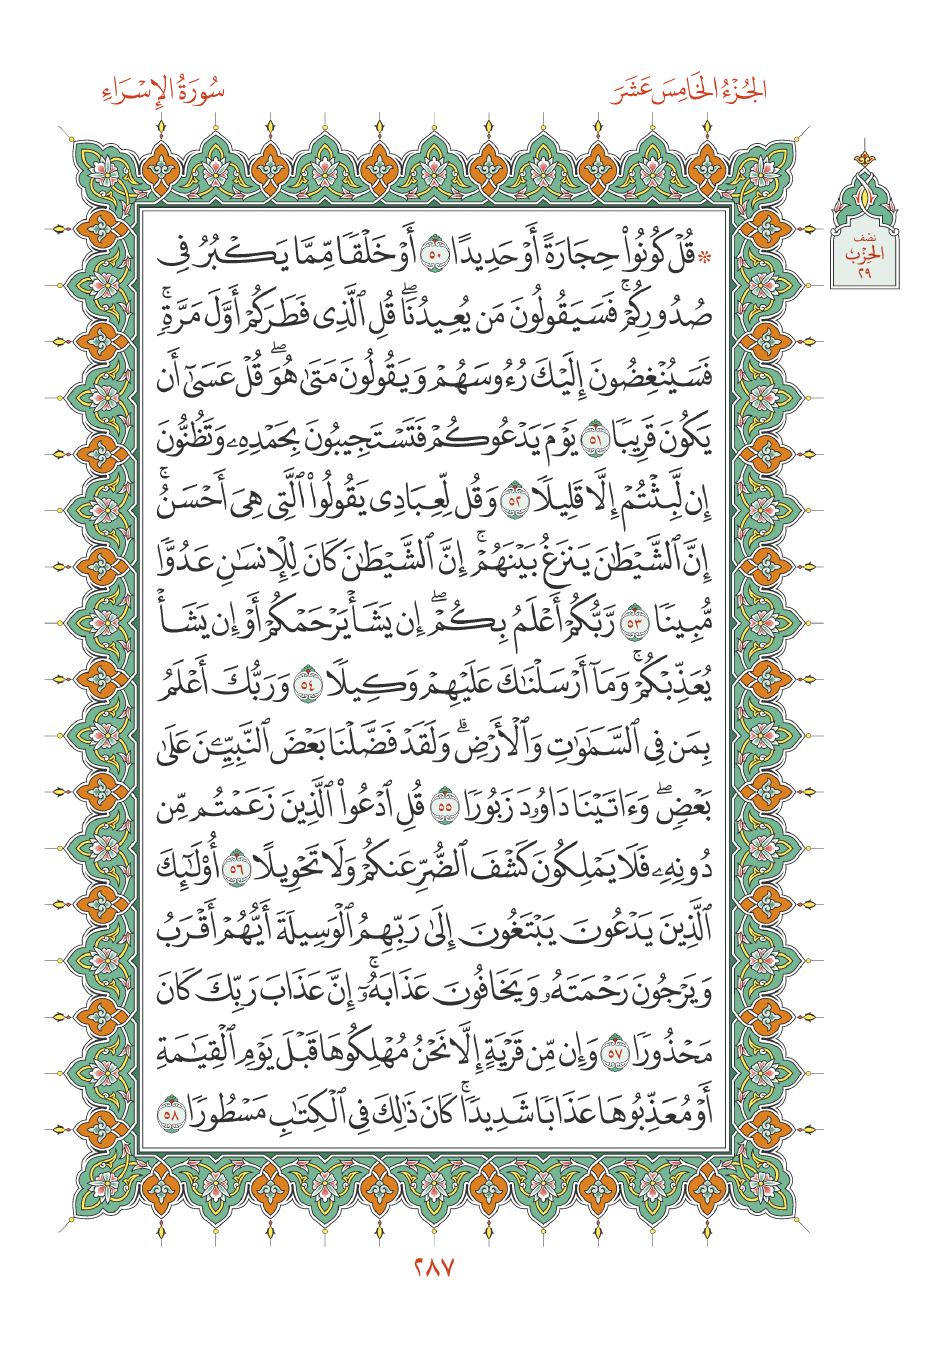 سُورَةُ الإِسْرَاءِ
الجُزْءُ الخَامِسَ عَشَرَ
نصْف
الحِزْبُ
٢٩
* قُلۡ كُونُواْ حِجَارَةً أَوۡ حَدِيدًا ٥٠ أَوۡ خَلۡقٗا مِّمَّا يَكۡبُرُ فِي
صُدُورِكُمۡۚ فَسَيَقُولُونَ مَن يُعِيدُنَاۖ قُلِ ٱلَّذِي فَطَرَكُمۡ أَوَّلَ مَرَّةٖۚ
فَسَيُنۡغِضُونَ إِلَيۡكَ رُءُوسَهُمۡ وَيَقُولُونَ مَتَىٰ هُوَۖ قُلۡ عَسَىٰٓ أَن
يَكُونَ قَرِيبٗا ٥١ يَوۡمَ يَدۡعُوكُمۡ فَتَسۡتَجِيبُونَ بِحَمۡدِهِۦ وَتَظُنُّونَ
إِن لَّبِثۡتُمۡ إِلَّا قَلِيلٗا ٥٢ وَقُل لِّعِبَادِي يَقُولُواْ ٱلَّتِي هِيَ أَحۡسَنُۚ
إِنَّ ٱلشَّيۡطَٰنَ يَنزَغُ بَيۡنَهُمۡۚ إِنَّ ٱلشَّيۡطَٰنَ كَانَ لِلۡإِنسَٰنِ عَدُوّٗا
مُّبِينٗا ٥٣ رَّبُّكُمۡ أَعۡلَمُ بِكُمۡۖ إِن يَشَأۡ يَرۡحَمۡكُمۡ أَوۡ إِن يَشَأۡ
يُعَذِّبۡكُمۡۚ وَمَآ أَرۡسَلۡنَٰكَ عَلَيۡهِمۡ وَكِيلٗا ٥٤ وَرَبُّكَ أَعۡلَمُ
بِمَن فِي ٱلسَّمَٰوَٰتِ وَٱلۡأَرۡضِۗ وَلَقَدۡ فَضَّلۡنَا بَعۡضَ ٱلنَّبِيِّـۧنَ عَلَىٰ
بَعۡضٖۖ وَءَاتَيۡنَا دَاوُۥدَ زَبُورٗا ٥٥ قُلِ ٱدۡعُواْ ٱلَّذِينَ زَعَمۡتُم مِّن
دُونِهِۦ فَلَا يَمۡلِكُونَ كَشۡفَ ٱلضُّرِّ عَنكُمۡ وَلَا تَحۡوِيلًا ٥٦ أُوْلَٰٓئِكَ
ٱلَّذِينَ يَدۡعُونَ يَبۡتَغُونَ إِلَىٰ رَبِّهِمُ ٱلۡوَسِيلَةَ أَيُّهُمۡ أَقۡرَبُ
وَيَرۡجُونَ رَحۡمَتَهُۥ وَيَخَافُونَ عَذَابَهُۥٓۚ إِنَّ عَذَابَ رَبِّكَ كَانَ
مَحۡذُورٗا ٥٧ وَإِن مِّن قَرۡيَةٍ إِلَّا نَحۡنُ مُهۡلِكُوهَا قَبۡلَ يَوۡمِ ٱلۡقِيَٰمَةِ
أَوۡ مُعَذِّبُوهَا عَذَابٗا شَدِيدٗاۚ كَانَ ذَٰلِكَ فِي ٱلۡكِتَٰبِ مَسۡطُورٗا ٥٨
٢٨٧